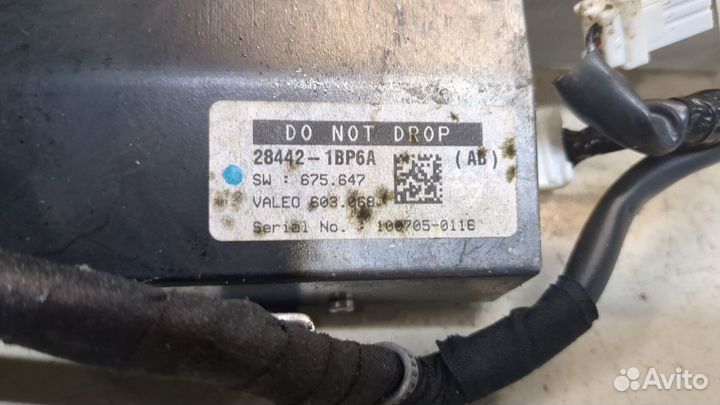 DO NOT DROP
28442-1BP6A (AB)
SW : 675.647
VALEO 603.068
Serial No. : 100705-0116
Avito